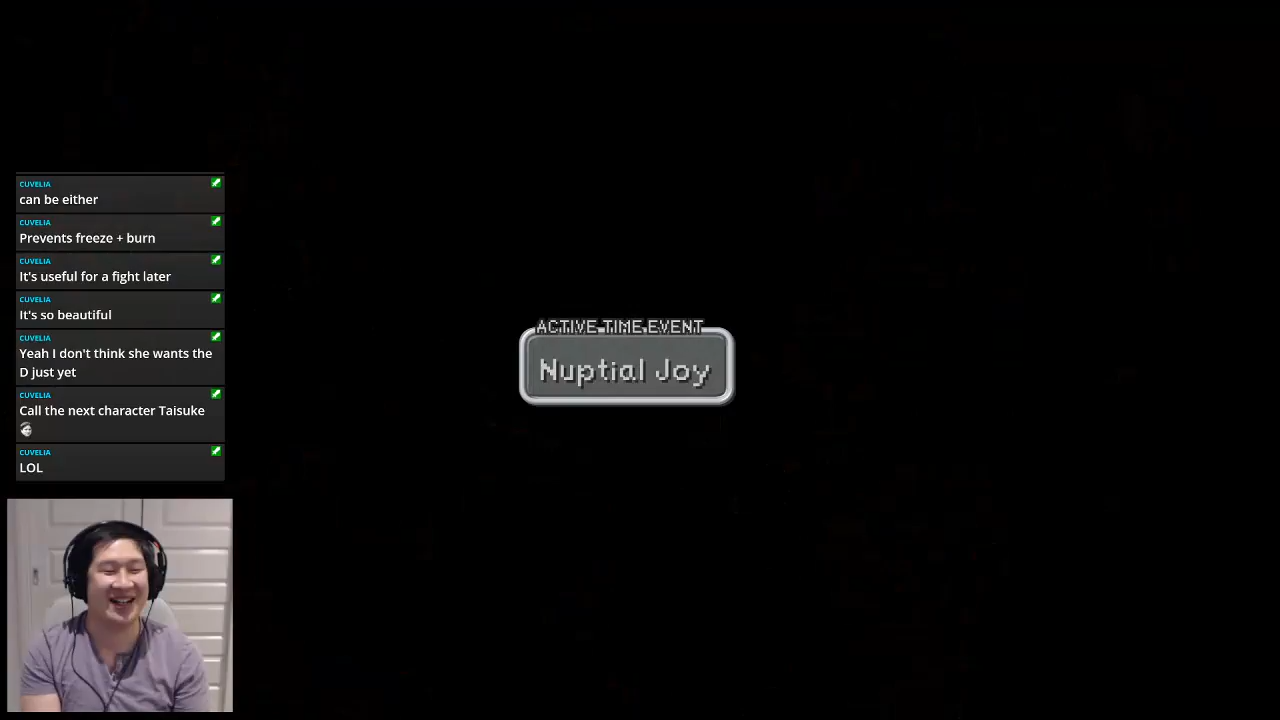 CUVELIA
can be either
CUVELIA
Prevents freeze + burn
CUVELIA
It's useful for a fight later
CUVELIA
It's so beautiful
CUVELIA
Yeah I don't think she wants the
D just yet
CUVELIA
Call the next character Taisuke
CUVELIA
LOL
ACTIVE TIME EVENT
Nuptial Joy